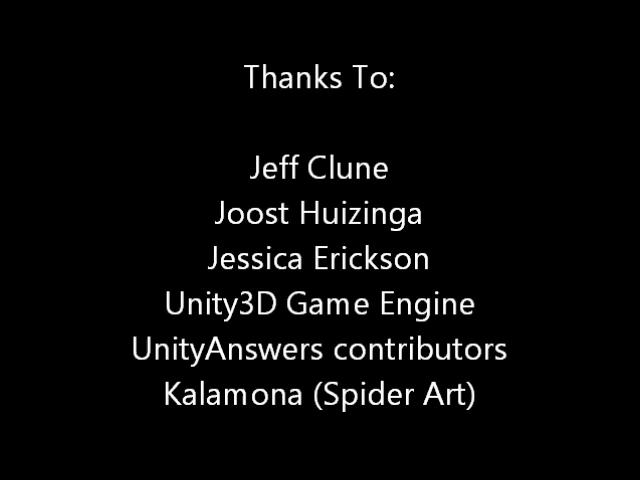 Thanks To:
Jeff Clune
Joost Huizinga
Jessica Erickson
Unity3D Game Engine
UnityAnswers contributors
Kalamona (Spider Art)